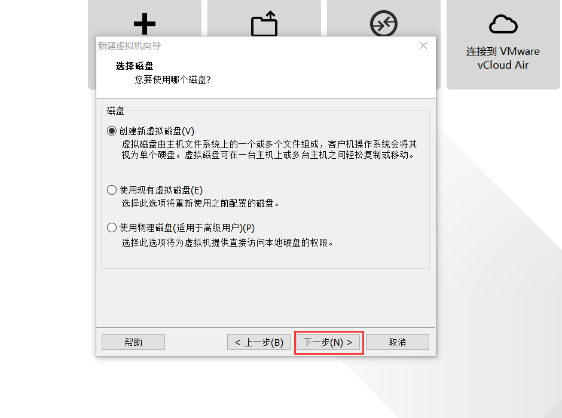 连接到 VMware
vCloud Air
新建虚拟机向导
选择磁盘
您要使用哪个磁盘?
磁盘
创建新虚拟磁盘(V)
虚拟磁盘由主机文件系统上的一个或多个文件组成，客户机操作系统会将其
视为单个硬盘。虚拟磁盘可在一台主机上或多台主机之间轻松复制或移动。
使用现有虚拟磁盘(E)
选择此选项将重新使用之前配置的磁盘。
使用物理磁盘(适用于高级用户)(P)
选择此选项将为虚拟机提供直接访问本地硬盘的权限。
帮助
< 上一步(B)
下一步(N) >
取消